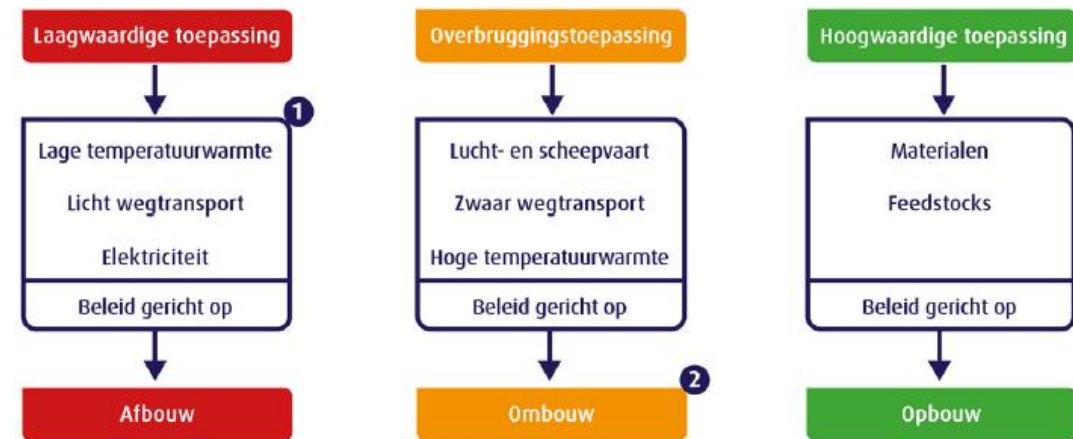 Laagwaardige toepassing
1
Lage temperatuurwarmte
Licht wegtransport
Elektriciteit
Beleid gericht op
Afbouw
Overbruggingstoepassing
Lucht- en scheepvaart
Zwaar wegtransport
Hoge temperatuurwarmte
Beleid gericht op
2
Ombouw
Hoogwaardige toepassing
Materialen
Feedstocks
Beleid gericht op
Opbouw